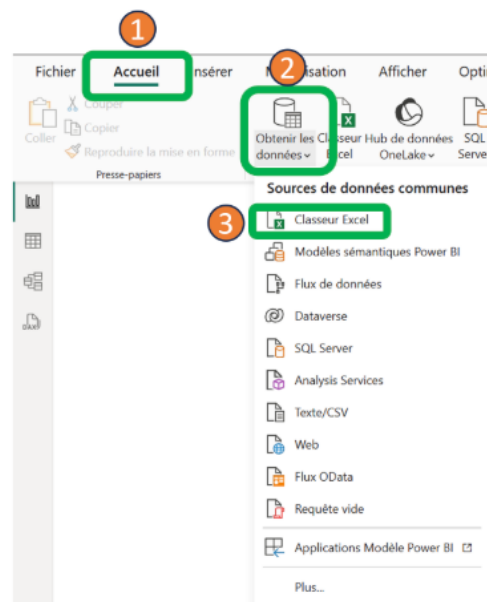 1
Fichier Accueil nsérer 2 isation Afficher Opti
Couper
Copier
Reproduire la mise en forme
Coller
Presse-papiers
Obtenir les
données
Classeur
Excel
Hub de données
OneLake
SQL
Serve
Sources de données communes
3 Classeur Excel
Modèles sémantiques Power BI
Flux de données
Dataverse
SQL Server
Analysis Services
Texte/CSV
Web
Flux OData
Requête vide
Applications Modèle Power BI
Plus...